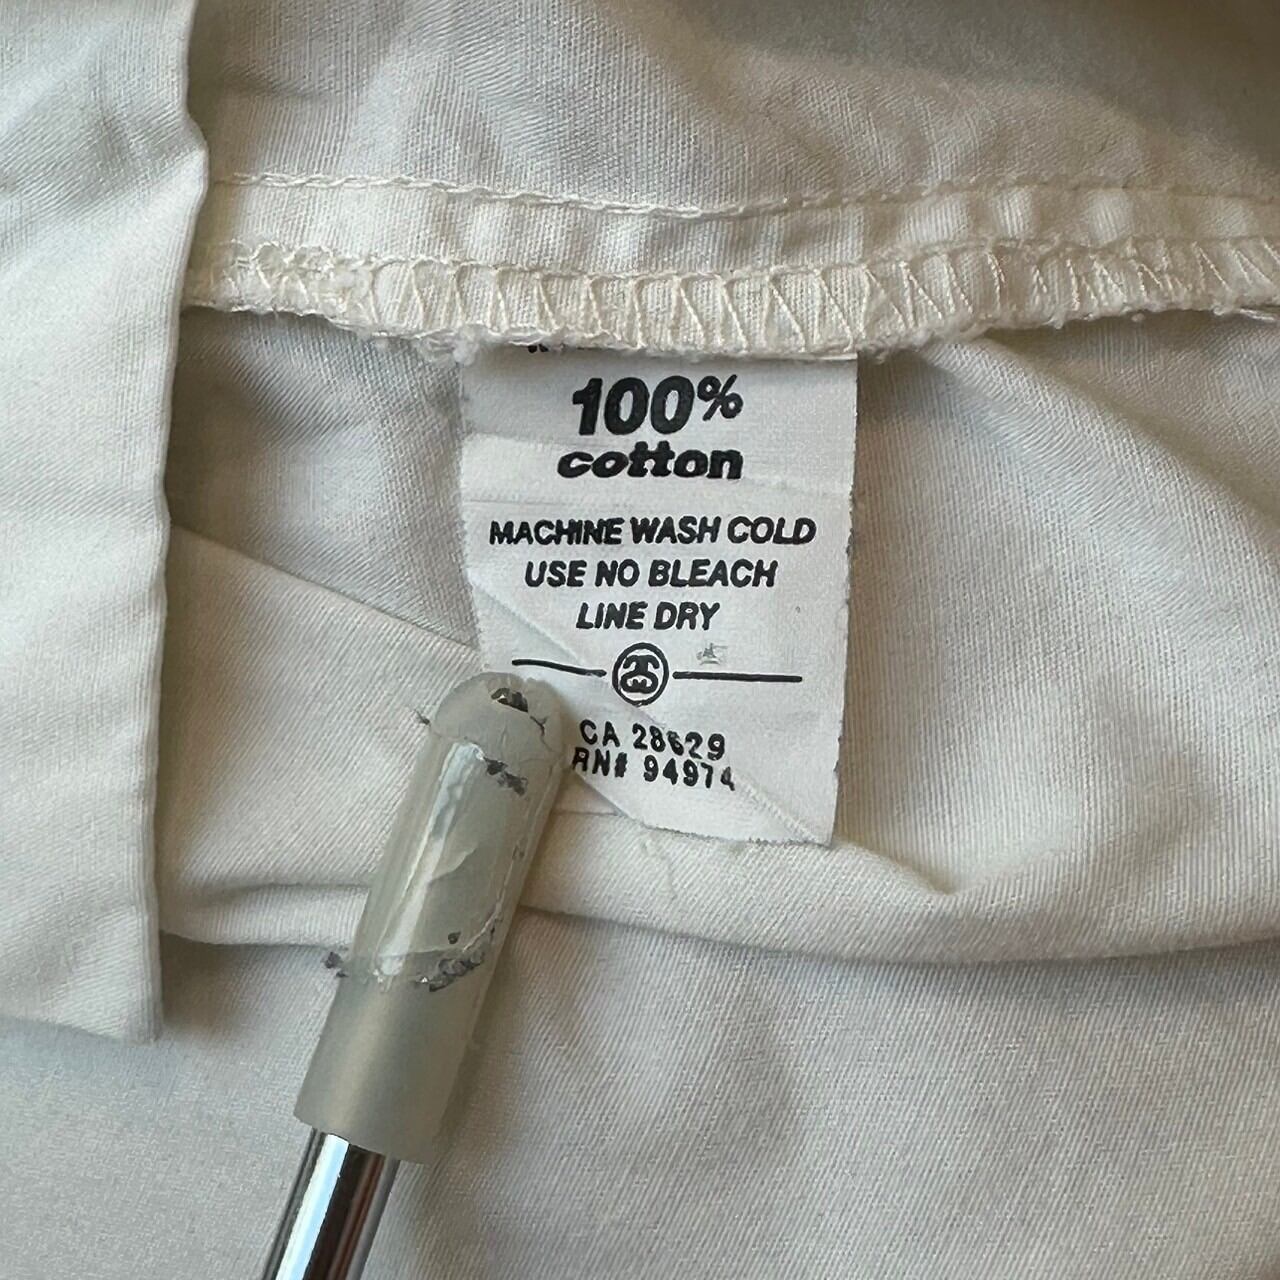 100%
cotton
MACHINE WASH COLD
USE NO BLEACH
LINE DRY
CA 28629
RN# 94974